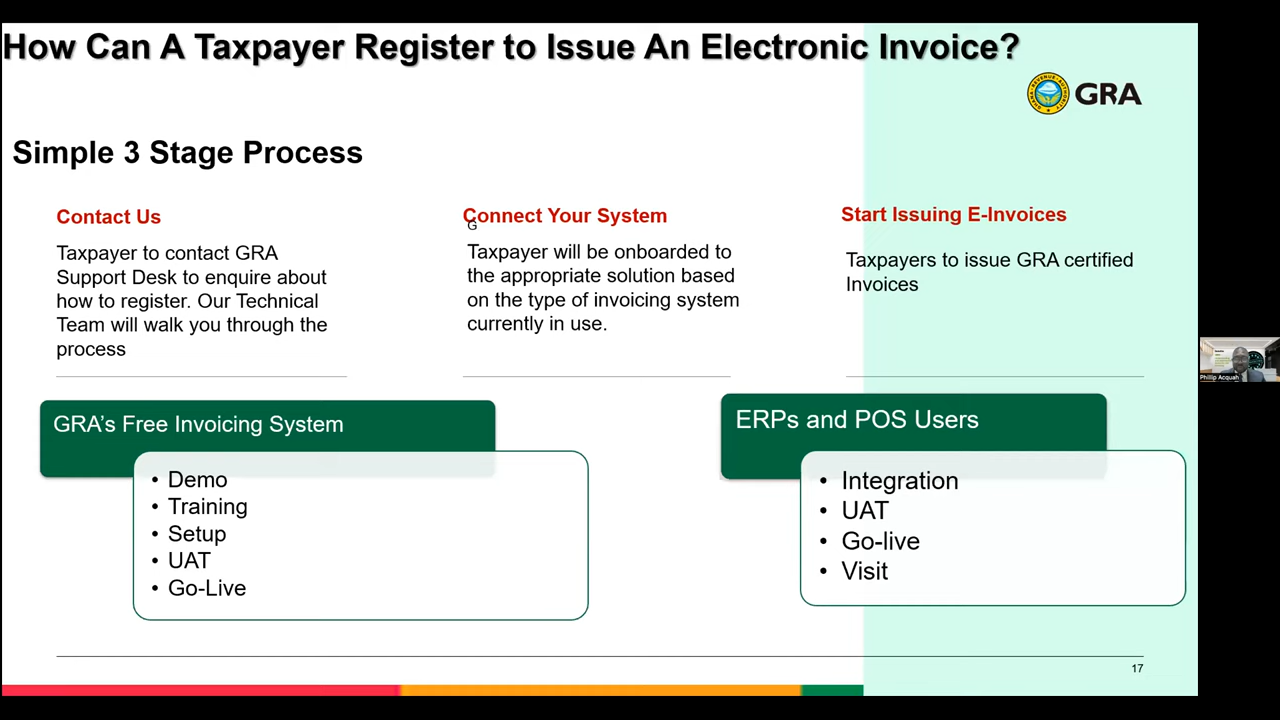 How Can A Taxpayer Register to Issue An Electronic Invoice?
GRA
Simple 3 Stage Process
Contact Us
Taxpayer to contact GRA
Support Desk to enquire about
how to register. Our Technical
Team will walk you through the
process
Connect Your System
G
Taxpayer will be onboarded to
the appropriate solution based
on the type of invoicing system
currently in use.
Start Issuing E-Invoices
Taxpayers to issue GRA certified
Invoices
GRA’s Free Invoicing System
• Demo
• Training
• Setup
• UAT
• Go-Live
ERPs and POS Users
• Integration
• UAT
• Go-live
• Visit
Phillip Acquah
17